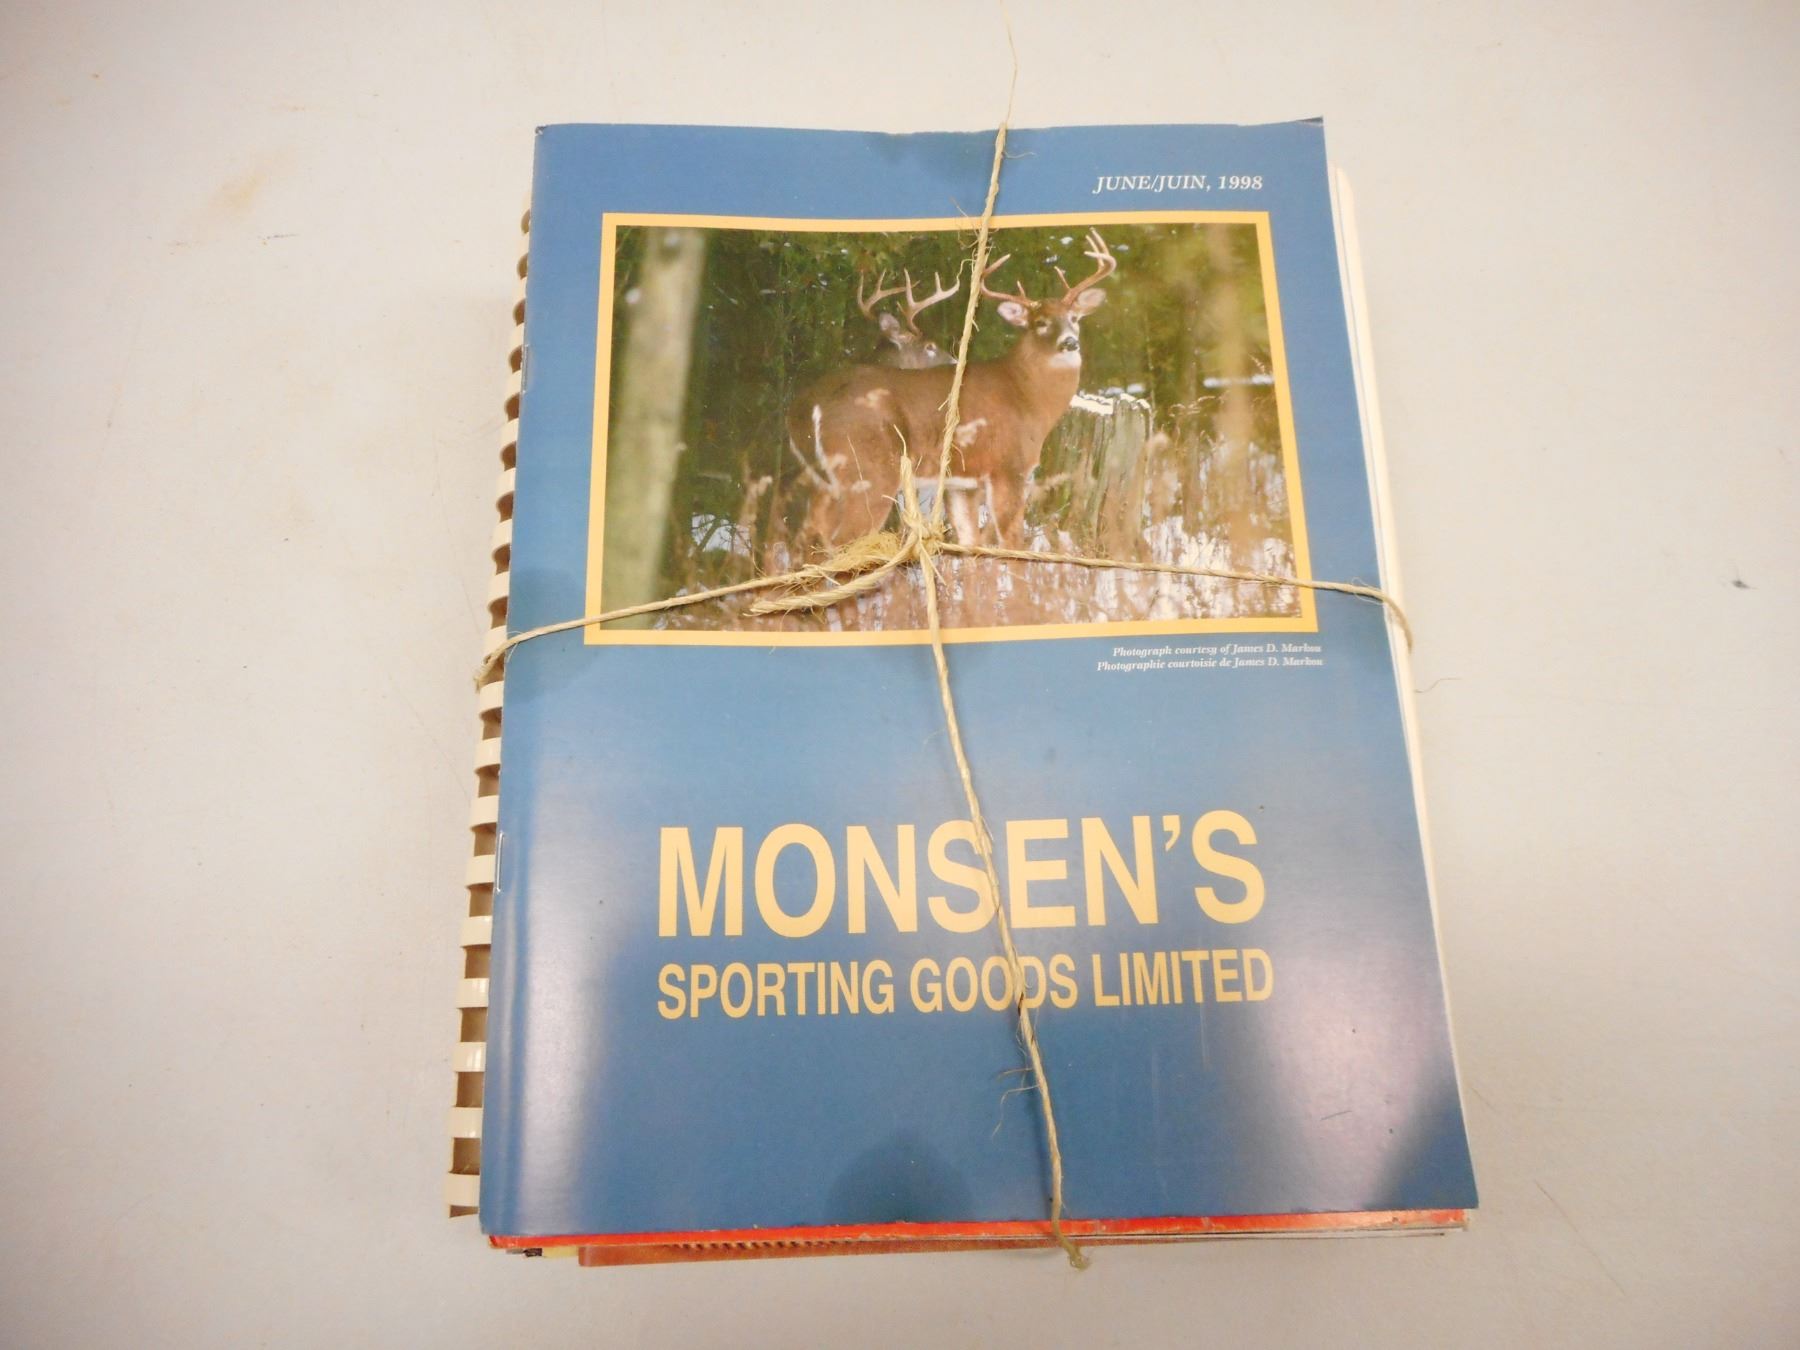 JUNE/JUIN, 1998
Photograph courtesy of James D. Markou
Photographie courtoisie de James D. Markou
MONSEN'S
SPORTING GOODS LIMITED